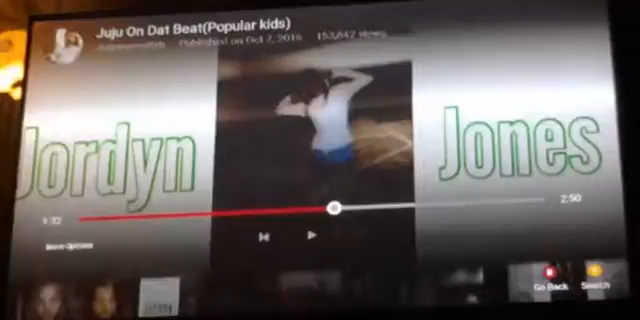 Juju On Dat Beat(Popular kids)
Published on Oct 7, 2016 153,842 views
Jordyn
Jones
1:32
2:50
More Options
Go Back
Search